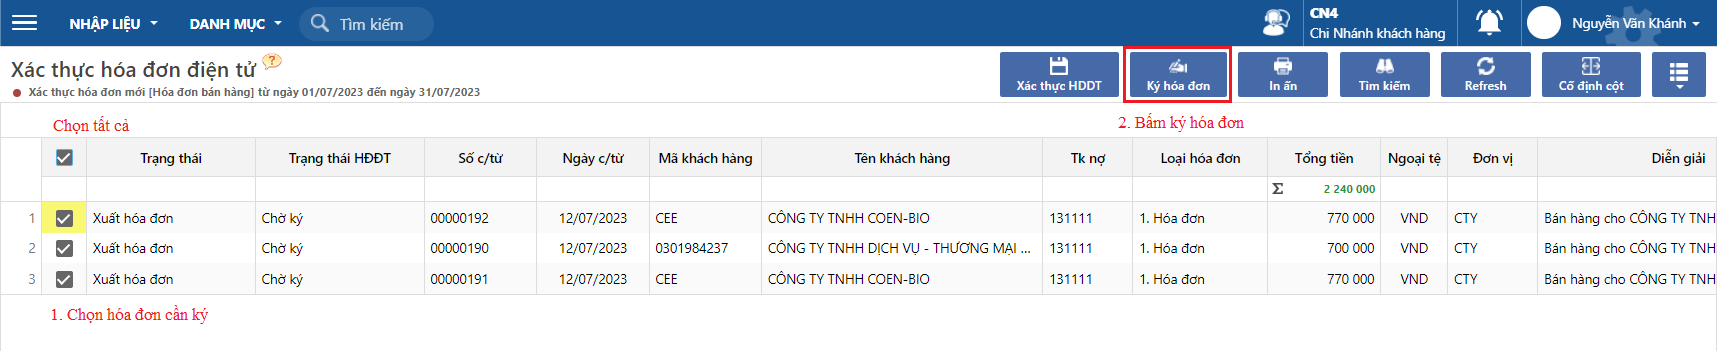 NHẬP LIỆU DANH MỤC Tìm kiếm CN4
Chi Nhánh khách hàng Nguyễn Văn Khánh
Xác thực hóa đơn điện tử ?
Xác thực hóa đơn mới [Hóa đơn bán hàng] từ ngày 01/07/2023 đến ngày 31/07/2023
Xác thực HDDT Ký hóa đơn In ấn Tìm kiếm Refresh Cố định cột
Chọn tất cả 2. Bấm ký hóa đơn
Trạng thái Trạng thái HĐĐT Số c/từ Ngày c/từ Mã khách hàng Tên khách hàng Tk nợ Loại hóa đơn Tổng tiền Ngoại tệ Đơn vị Diễn giải
Σ 2 240 000
1 Xuất hóa đơn Chờ ký 00000192 12/07/2023 CEE CÔNG TY TNHH COEN-BIO 131111 1. Hóa đơn 770 000 VND CTY Bán hàng cho CÔNG TY TNH
2 Xuất hóa đơn Chờ ký 00000190 12/07/2023 0301984237 CÔNG TY TNHH DỊCH VỤ - THƯƠNG MẠI ... 131111 1. Hóa đơn 700 000 VND CTY Bán hàng cho CÔNG TY TNH
3 Xuất hóa đơn Chờ ký 00000191 12/07/2023 CEE CÔNG TY TNHH COEN-BIO 131111 1. Hóa đơn 770 000 VND CTY Bán hàng cho CÔNG TY TNH
1. Chọn hóa đơn cần ký